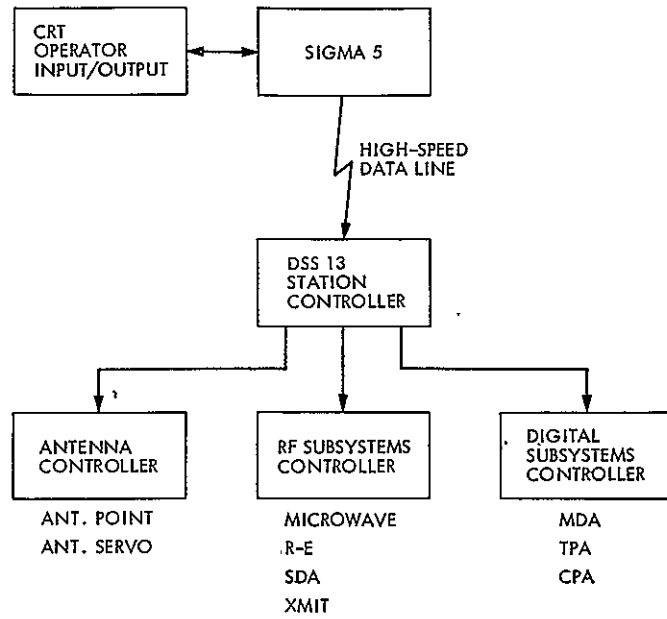 CRT
OPERATOR
INPUT/OUTPUT
SIGMA 5
HIGH-SPEED
DATA LINE
DSS 13
STATION
CONTROLLER
ANTENNA
CONTROLLER
RF SUBSYSTEMS
CONTROLLER
DIGITAL
SUBSYSTEMS
CONTROLLER
ANT. POINT
ANT. SERVO
MICROWAVE
R-E
SDA
XMIT
MDA
TPA
CPA